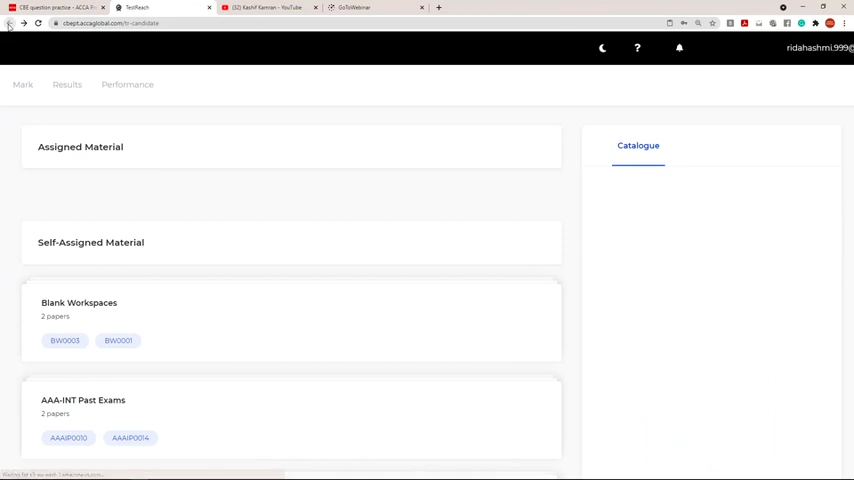 CBE question practice - ACCA Pr
TestReach
(32) Kashif Kamran - YouTube
GoToWebinar
cbept.accaglobal.com/tr-candidate
ridahashmi.999@
Mark Results Performance
Assigned Material
Catalogue
Self-Assigned Material
Blank Workspaces
2 papers
BW0003 BW0001
AAA-INT Past Exams
2 papers
AAAIP0010 AAAIP0014